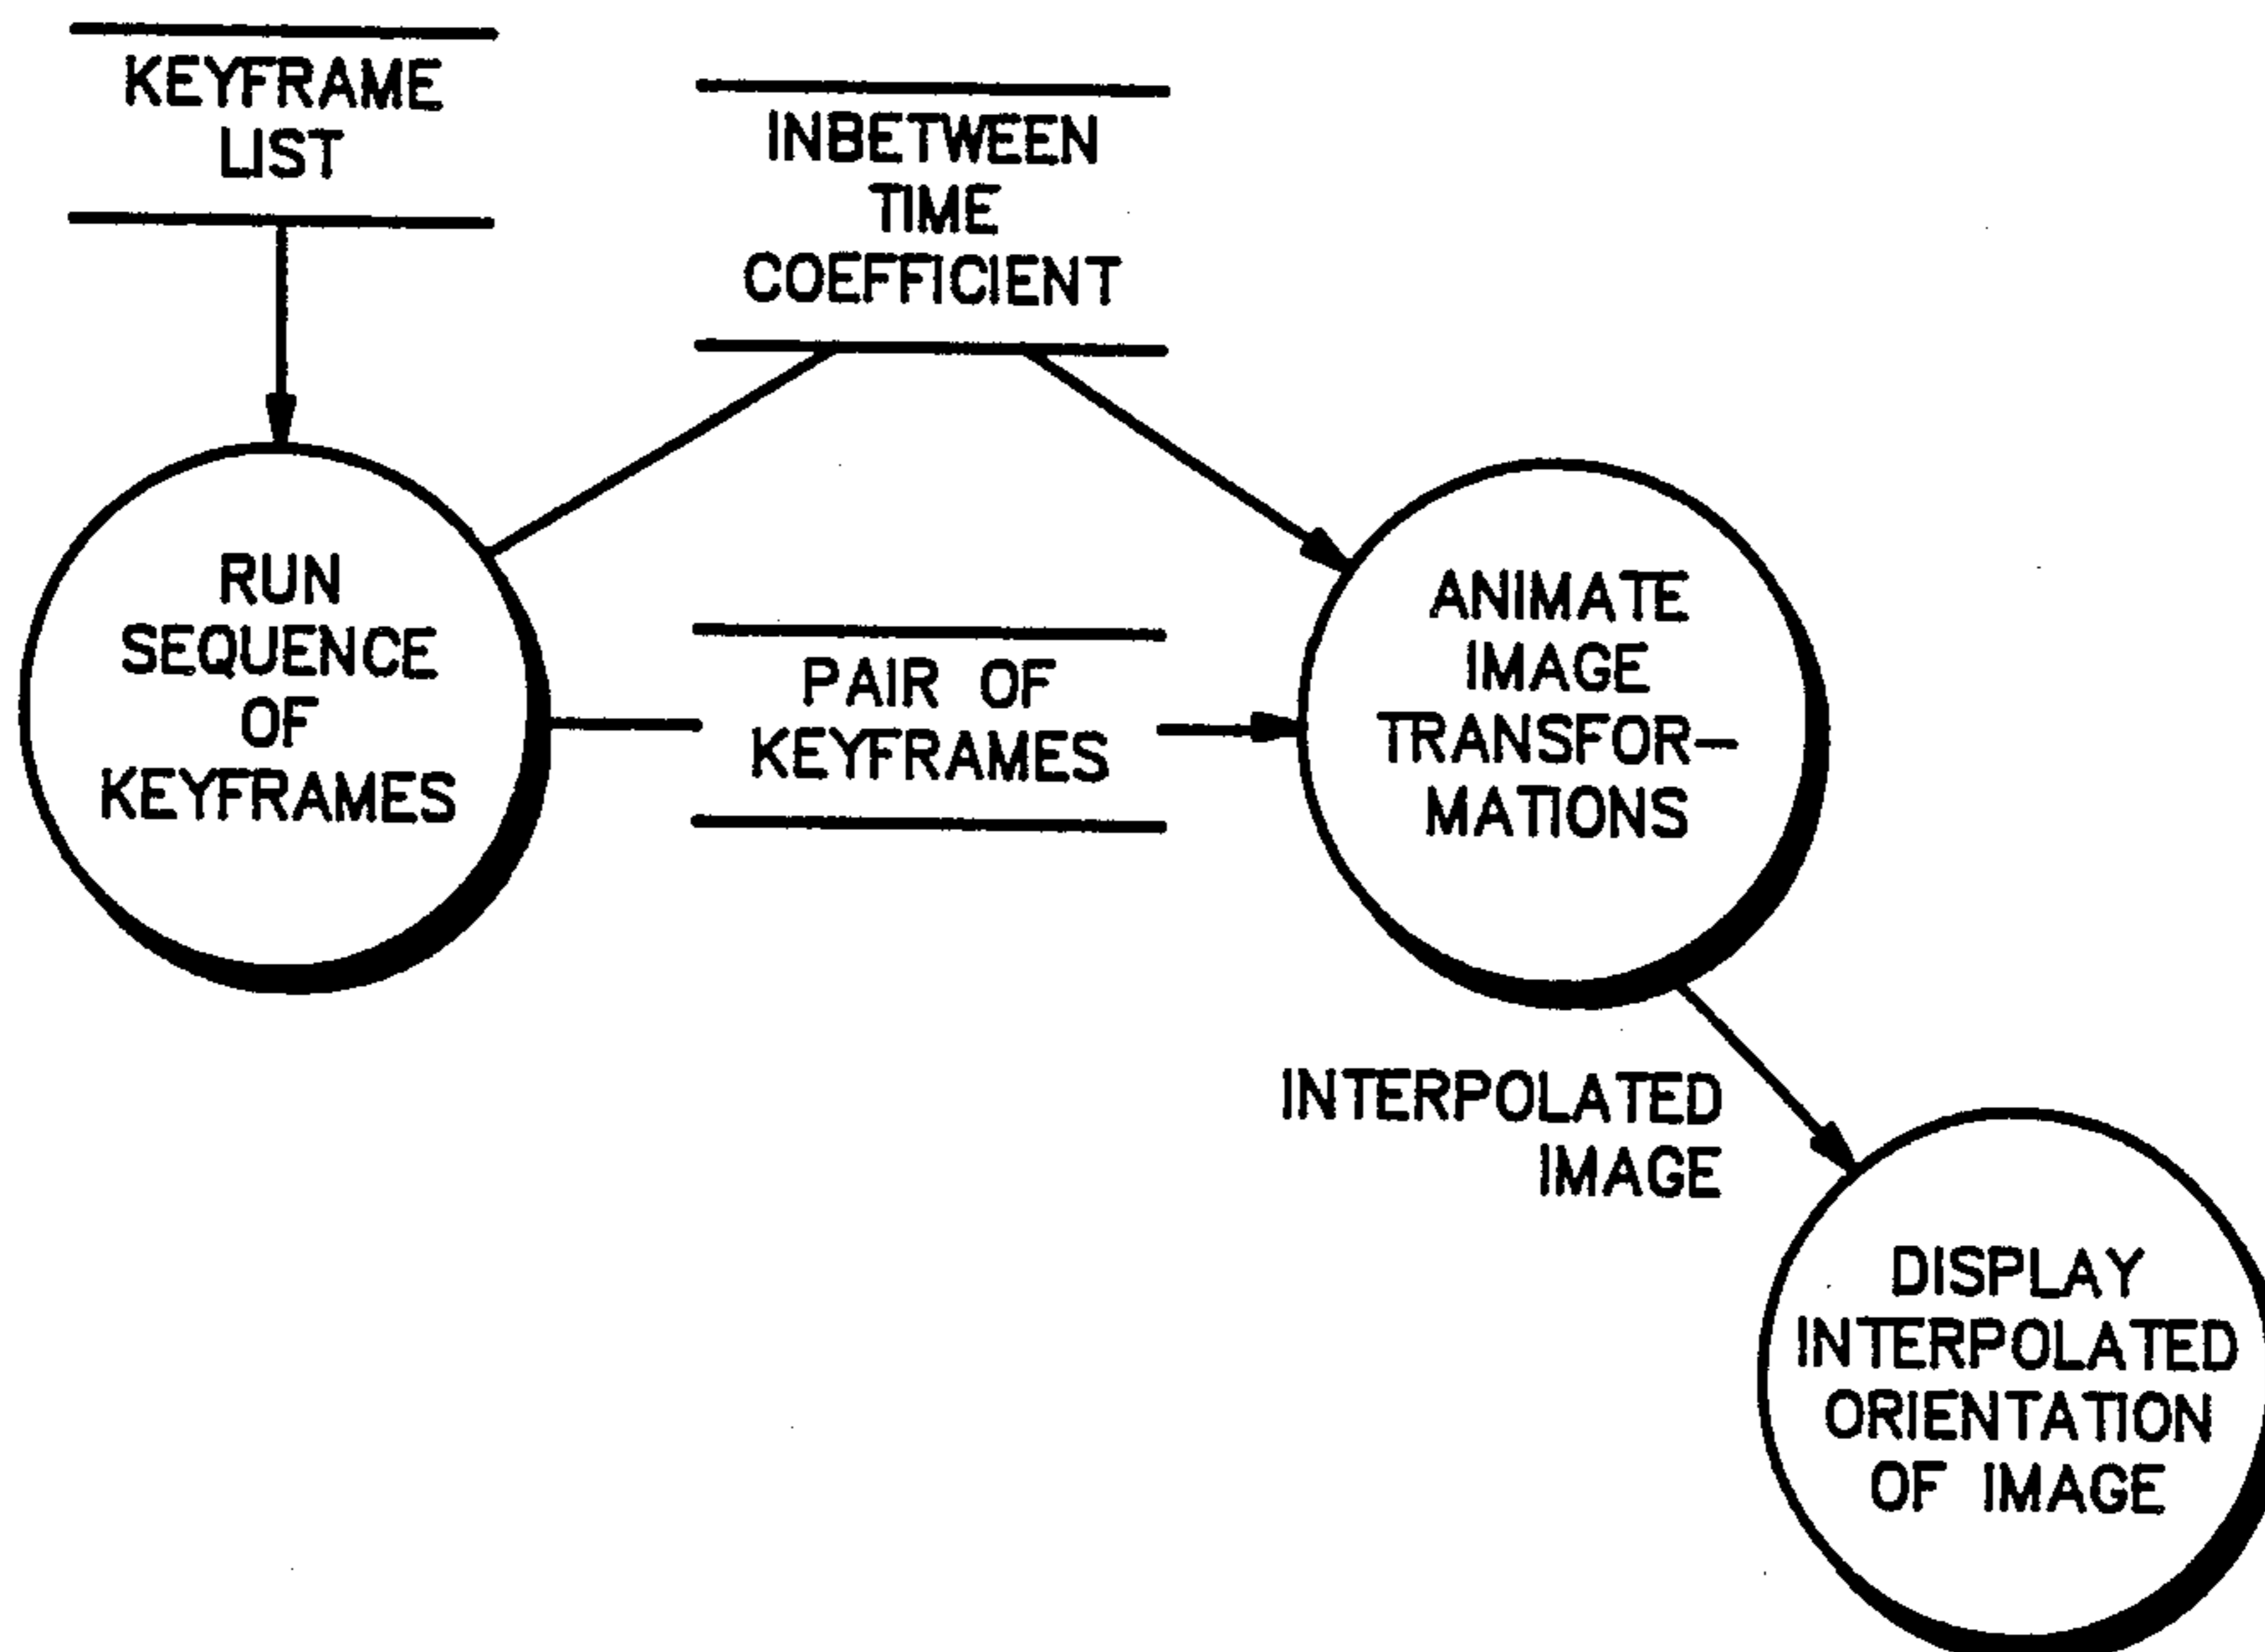 KEYFRAME
LIST
INBETWEEN
TIME
COEFFICIENT
RUN
SEQUENCE
OF
KEYFRAMES
PAIR OF
KEYFRAMES
ANIMATE
IMAGE
TRANSFOR-
MATIONS
INTERPOLATED
IMAGE
DISPLAY
INTERPOLATED
ORIENTATION
OF IMAGE